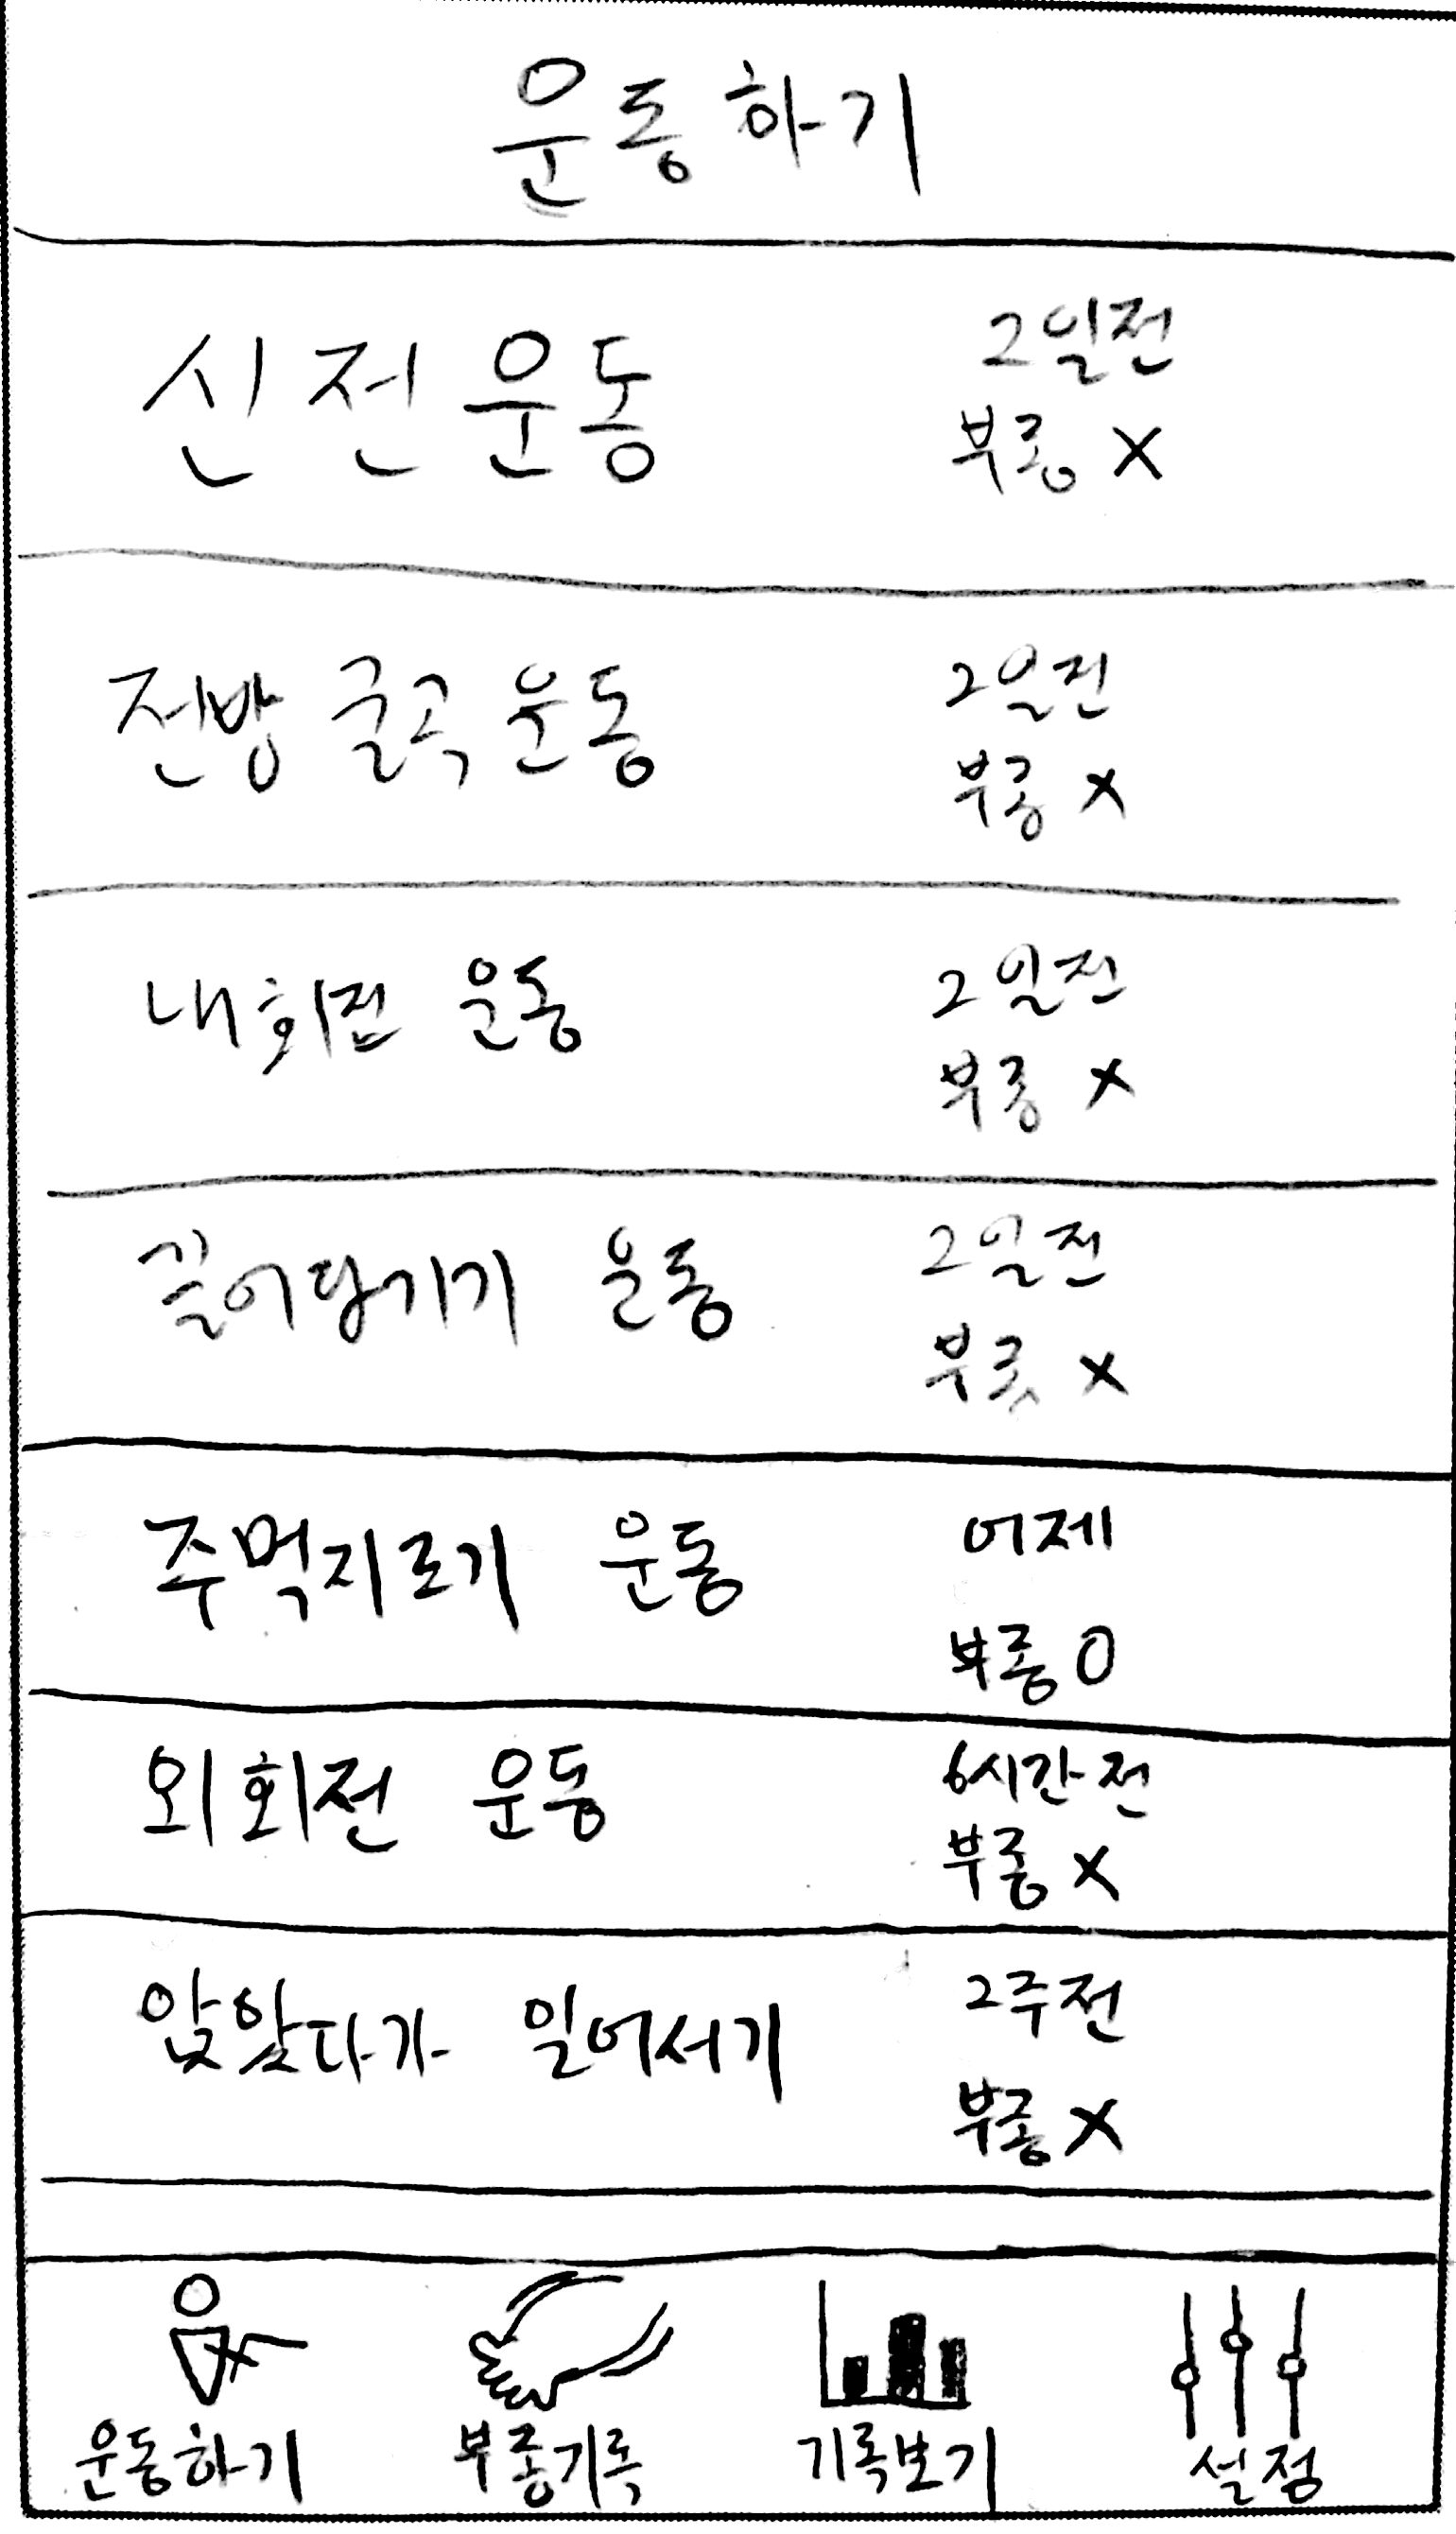 운동하기
신전운동
2일전
부종 X
전방 굴곡 운동
2일전
부종 X
내회전 운동
2일전
부종 X
끌어당기기 운동
2일전
부종 X
주먹지르기 운동
어제
부종 O
외회전 운동
6시간전
부종 X
앉았다가 일어서기
2주전
부종 X
운동하기 부종기록 기록보기 설정